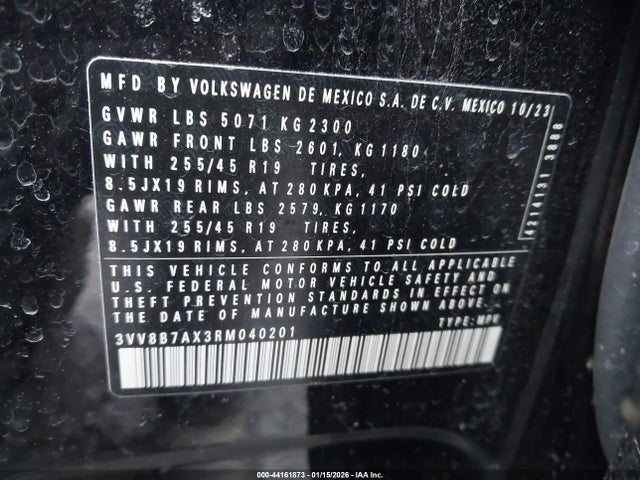 MFD BY VOLKSWAGEN DE MEXICO S.A. DE C.V. MEXICO 10/23
GVWR LBS 5071 KG 2300
GAWR FRONT LBS 2601, KG 1180
WITH 255/45 R19 TIRES,
8.5JX19 RIMS, AT 280 KPA, 41 PSI COLD
GAWR REAR LBS 2579, KG 1170
WITH 255/45 R19 TIRES,
8.5JX19 RIMS, AT 280 KPA, 41 PSI COLD
THIS VEHICLE CONFORMS TO ALL APPLICABLE
U.S. FEDERAL MOTOR VEHICLE SAFETY AND
THEFT PREVENTION STANDARDS IN EFFECT ON
THE DATE OF MANUFACTURE SHOWN ABOVE.
3VV8B7AX3RM040201 TYPE: MPV
4214131 3888
000-44161873 — 01/15/2026 — IAA Inc.